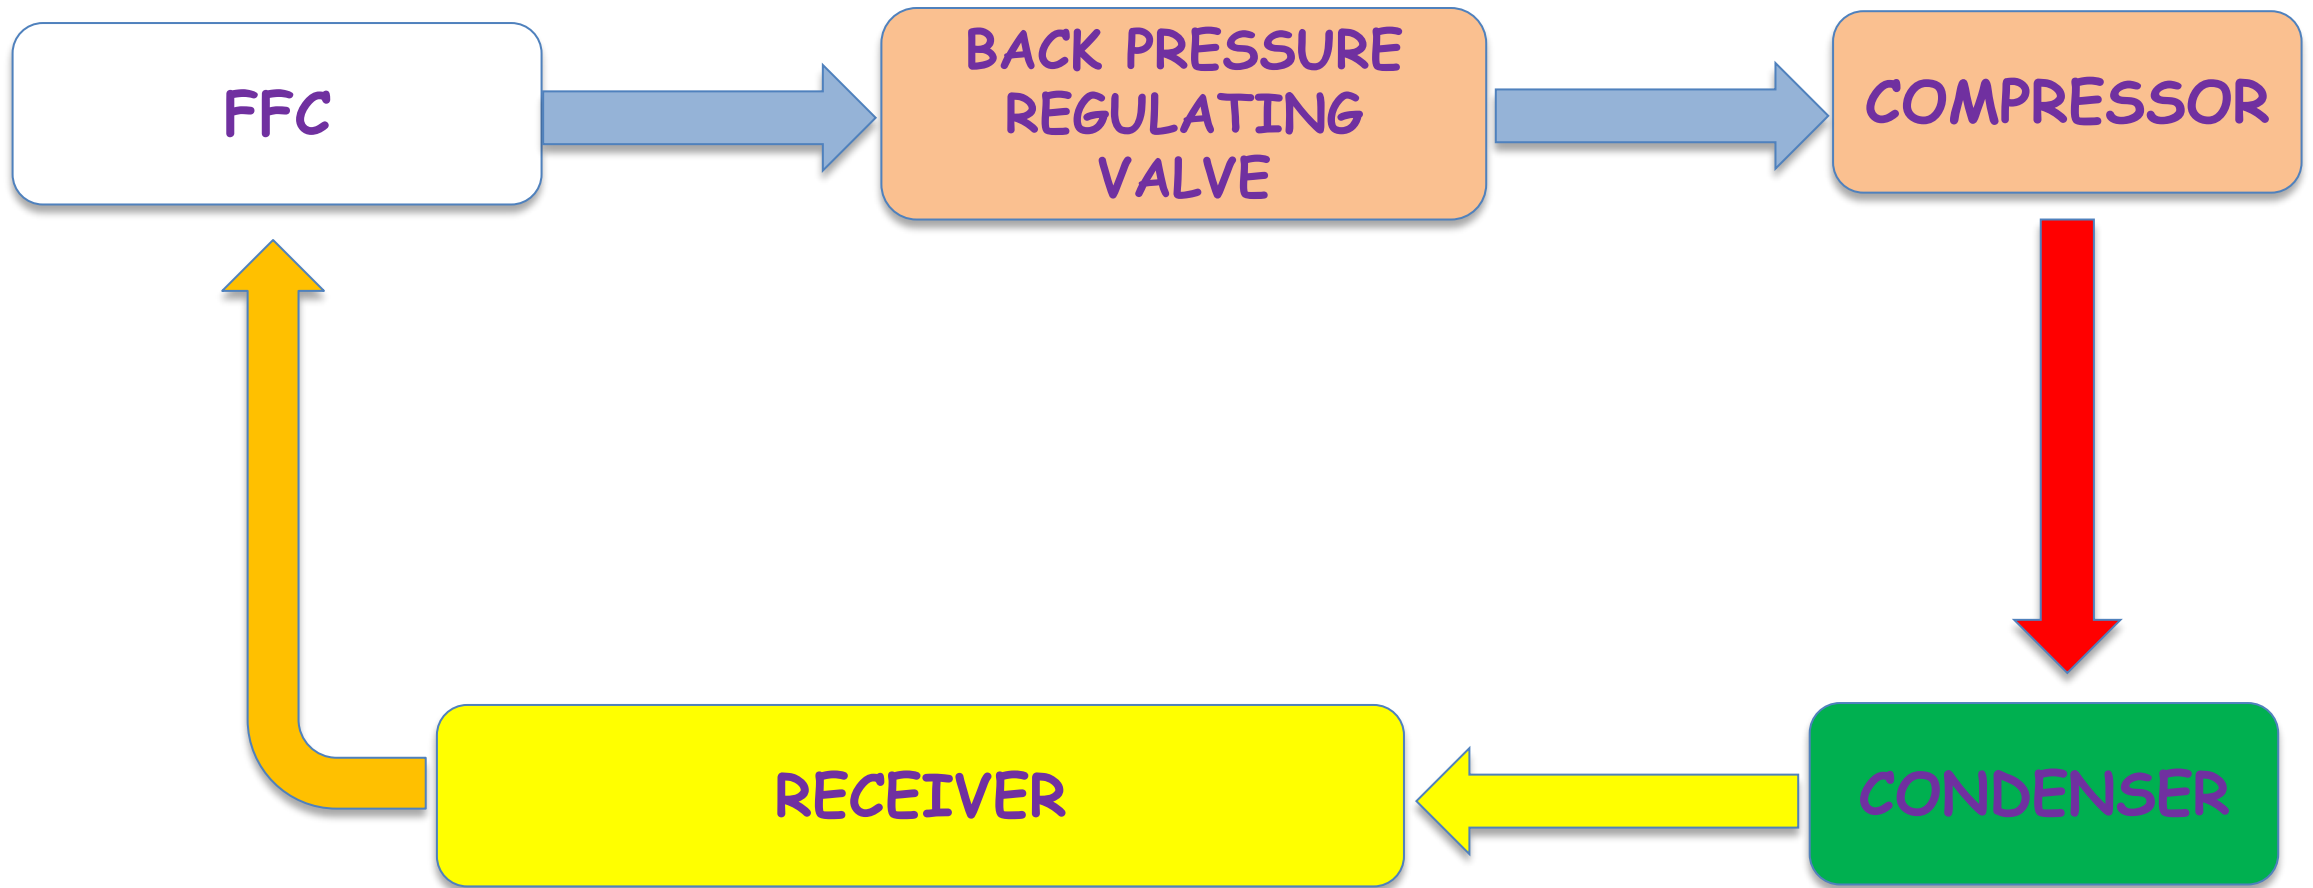 FFC
BACK PRESSURE
REGULATING
VALVE
COMPRESSOR
RECEIVER
CONDENSER